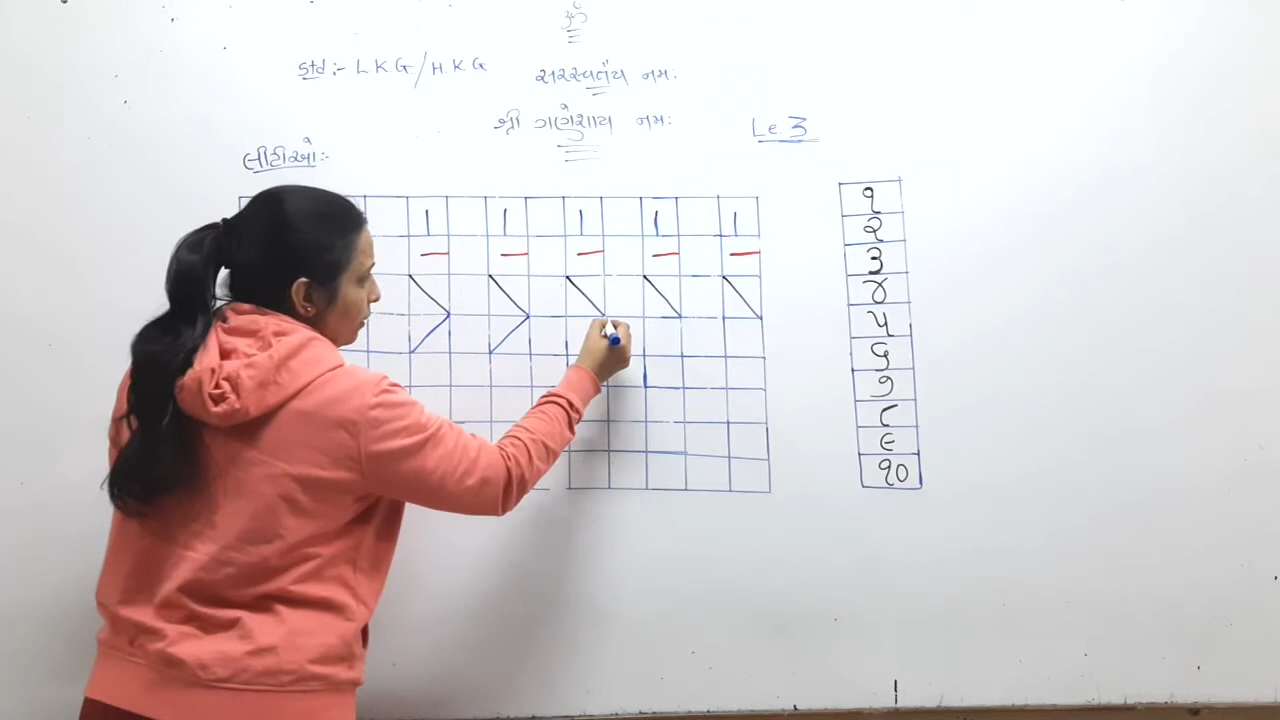 ૐ
Std:- L K G / H K G
સરસ્વતૈય નમઃ
શ્રી ગણેશાય નમઃ
Le. 3
લીટીઓ:-
૧
૨
૩
૪
૫
૬
૭
૮
૯
૧૦